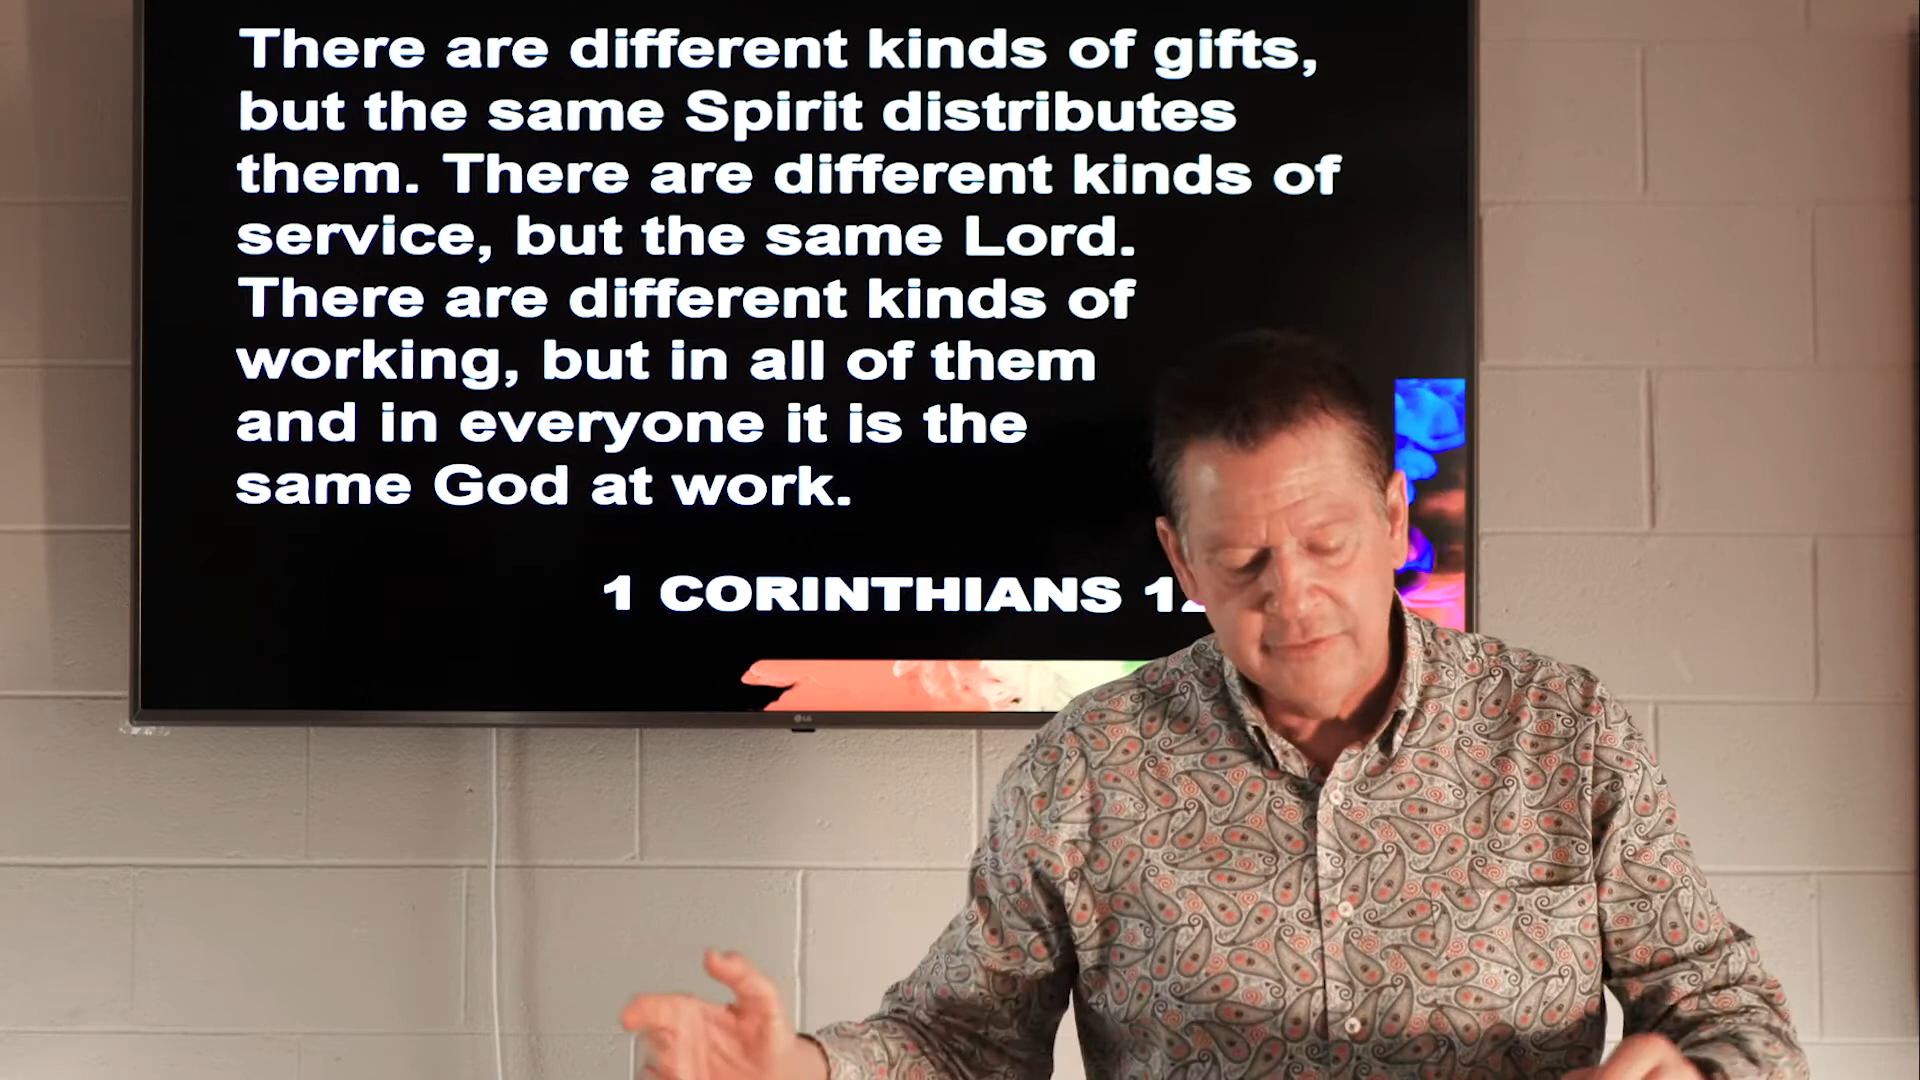 There are different kinds of gifts,
but the same Spirit distributes
them. There are different kinds of
service, but the same Lord.
There are different kinds of
working, but in all of them
and in everyone it is the
same God at work.
1 CORINTHIANS
LG